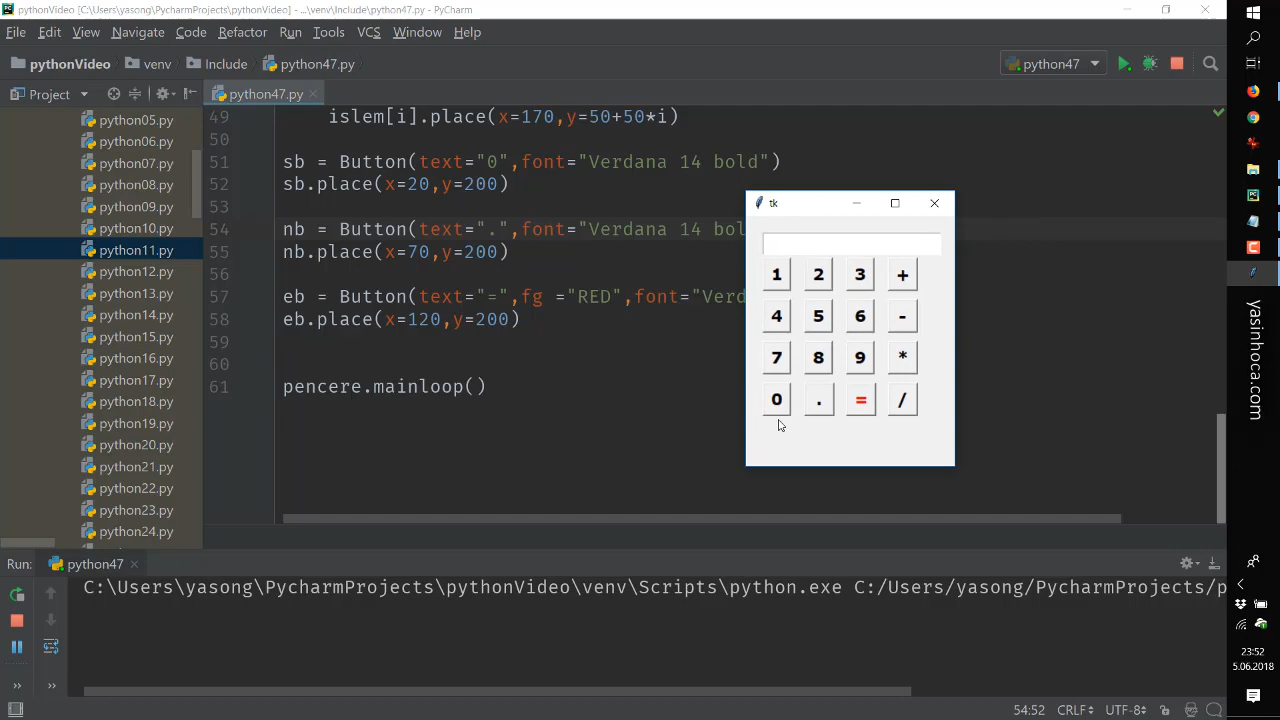 pythonVideo [C:\Users\yasong\PycharmProjects\pythonVideo] - ...\venv\Include\python47.py - PyCharm
File Edit View Navigate Code Refactor Run Tools VCS Window Help
pythonVideo venv Include python47.py python47
Project python47.py
python05.py
python06.py
python07.py
python08.py
python09.py
python10.py
python11.py
python12.py
python13.py
python14.py
python15.py
python16.py
python17.py
python18.py
python19.py
python20.py
python21.py
python22.py
python23.py
python24.py
49 islem[i].place(x=170,y=50+50*i)
50
51 sb = Button(text="0",font="Verdana 14 bold")
52 sb.place(x=20,y=200)
53
54 nb = Button(text=".",font="Verdana 14 bol
55 nb.place(x=70,y=200)
56
57 eb = Button(text="=",fg ="RED",font="Verd
58 eb.place(x=120,y=200)
59
60
61 pencere.mainloop()
tk
1 2 3 +
4 5 6 -
7 8 9 *
0 . = /
Run: python47
C:\Users\yasong\PycharmProjects\pythonVideo\venv\Scripts\python.exe C:/Users/yasong/PycharmProjects/p
54:52 CRLF UTF-8
yasinhoca.com
23:52
5.06.2018